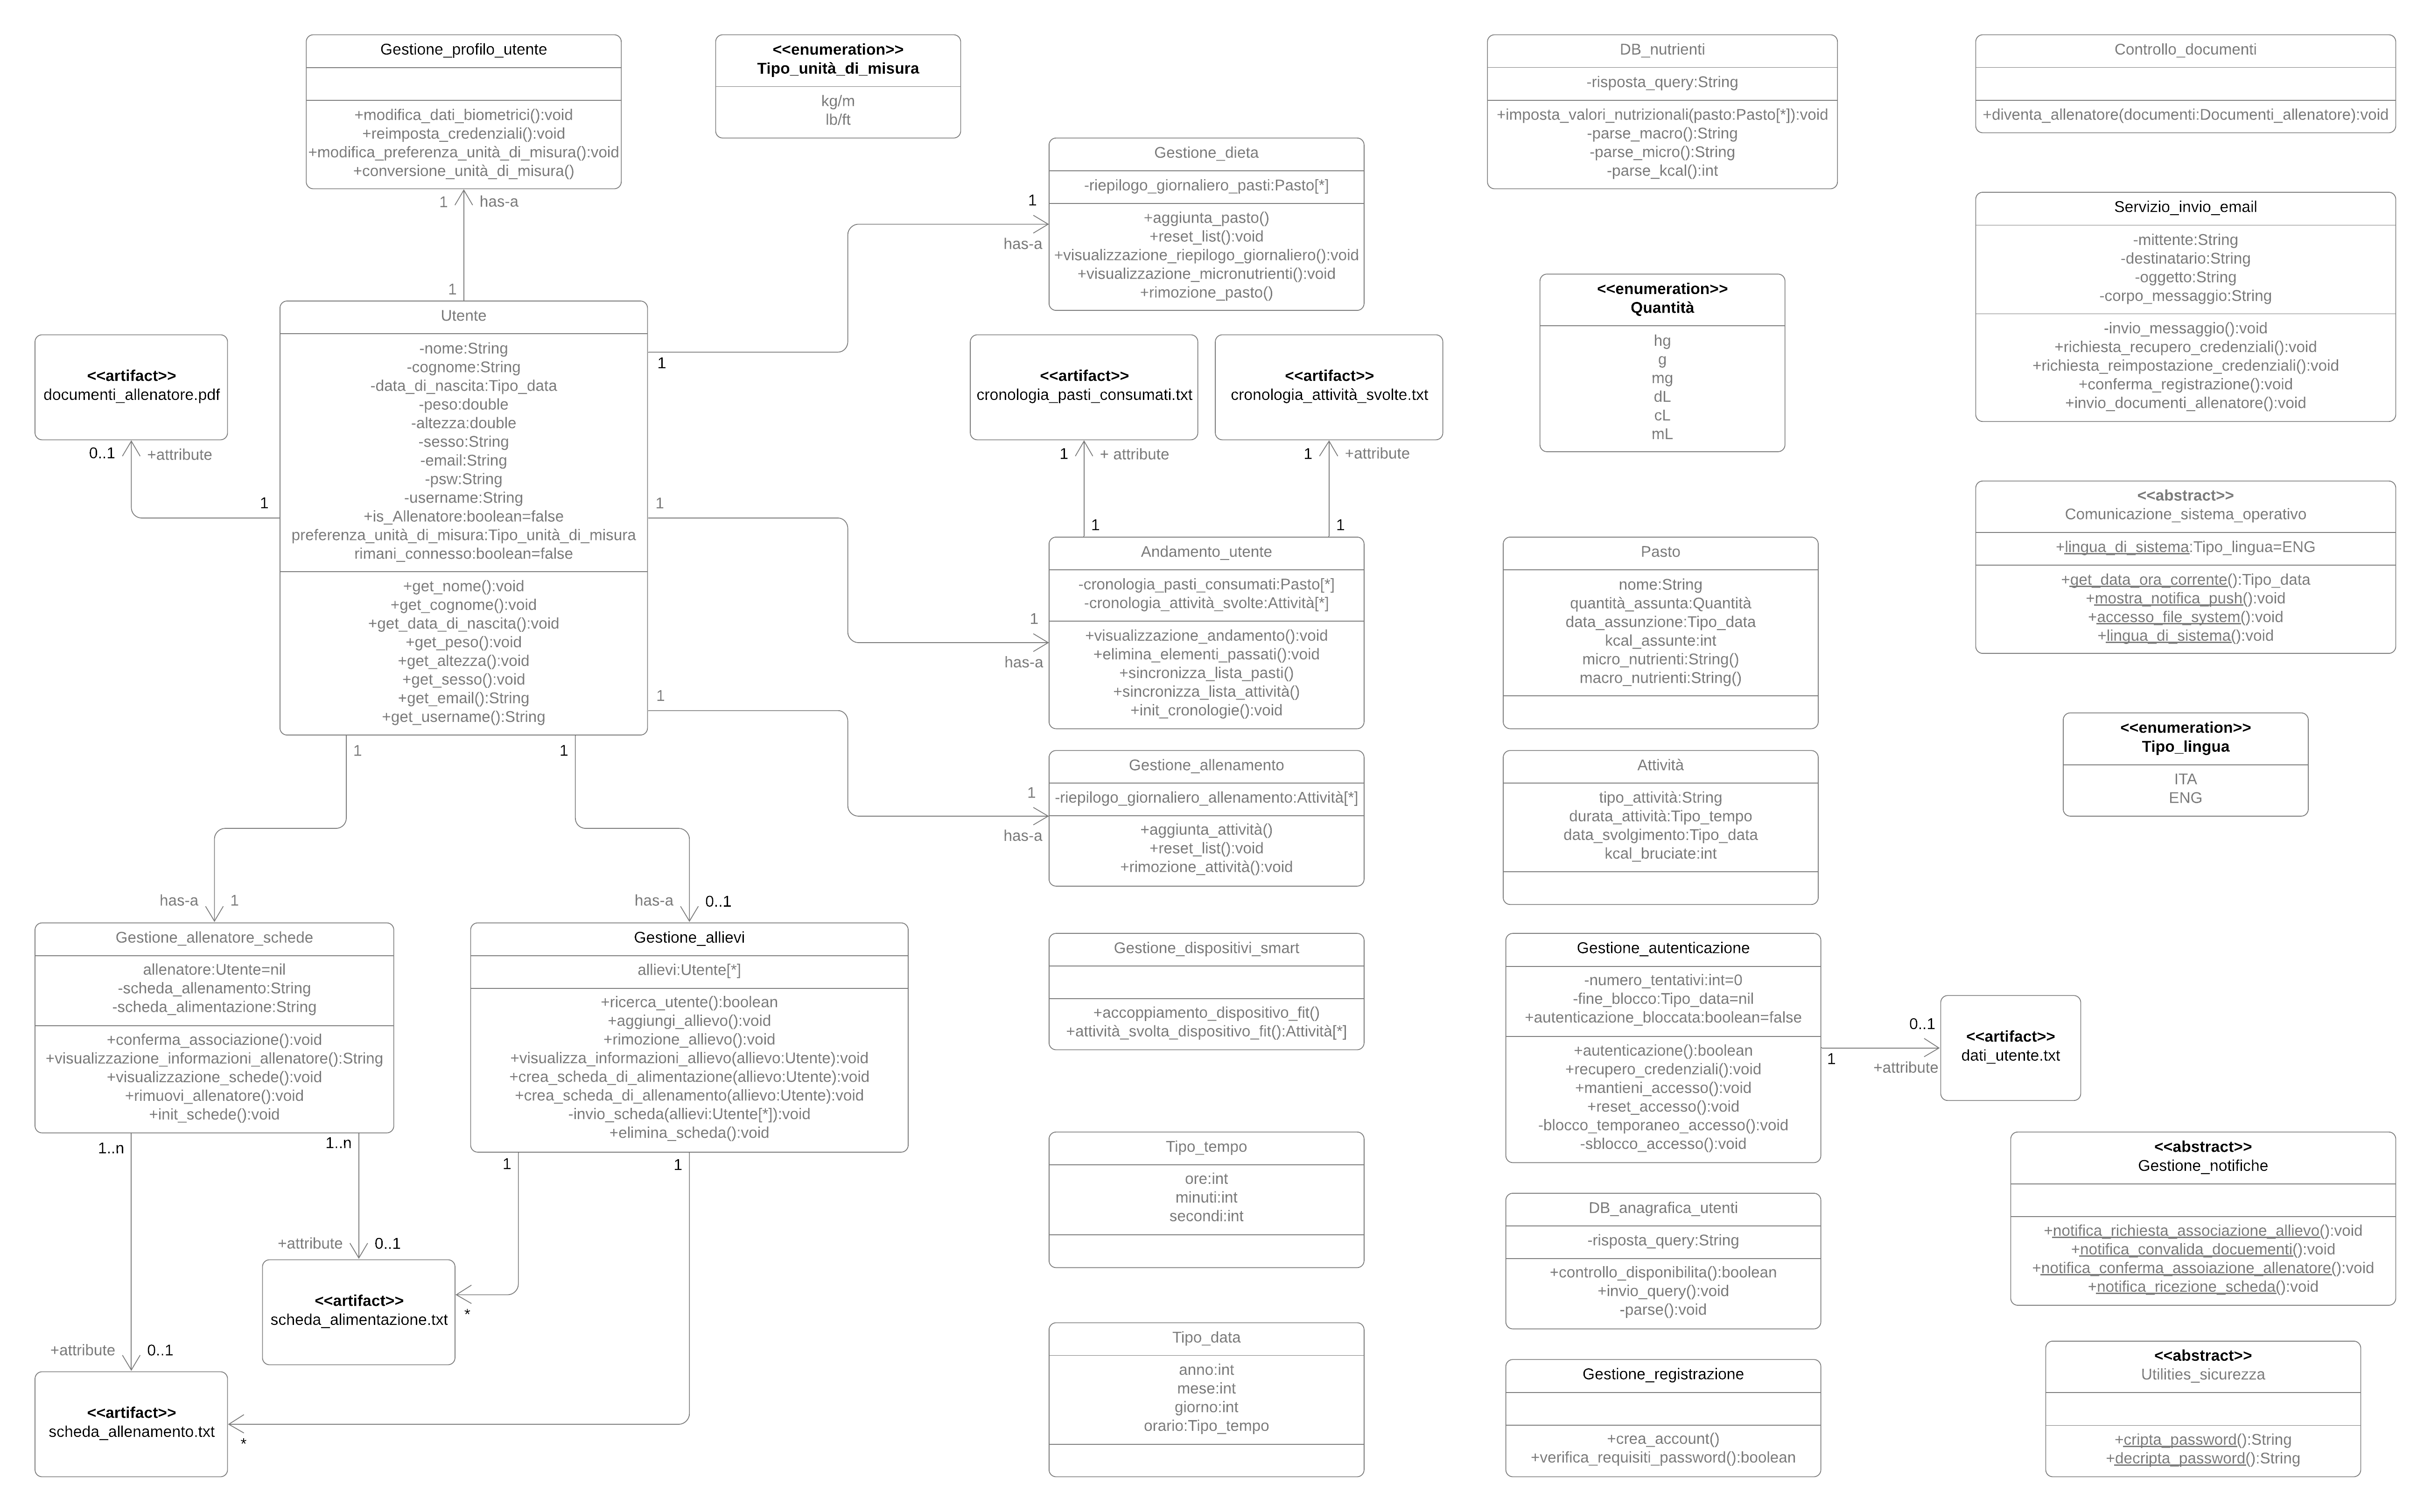 Gestione_profilo_utente
+modifica_dati_biometrici():void
+reimposta_credenziali():void
+modifica_preferenza_unità_di_misura():void
+conversione_unità_di_misura()
1
has-a
1
<<enumeration>>
Tipo_unità_di_misura
kg/m
lb/ft
Gestione_dieta
-riepilogo_giornaliero_pasti:Pasto[*]
+aggiunta_pasto()
+reset_list():void
+visualizzazione_riepilogo_giornaliero():void
+visualizzazione_micronutrienti():void
+rimozione_pasto()
1
has-a
1
DB_nutrienti
-risposta_query:String
+imposta_valori_nutrizionali(pasto:Pasto[*]):void
-parse_macro():String
-parse_micro():String
-parse_kcal():int
Controllo_documenti
+diventa_allenatore(documenti:Documenti_allenatore):void
Servizio_invio_email
-mittente:String
-destinatario:String
-oggetto:String
-corpo_messaggio:String
-invio_messaggio():void
+richiesta_recupero_credenziali():void
+richiesta_reimpostazione_credenziali():void
+conferma_registrazione():void
+invio_documenti_allenatore():void
<<enumeration>>
Quantità
hg
g
mg
dL
cL
mL
Utente
-nome:String
-cognome:String
-data_di_nascita:Tipo_data
-peso:double
-altezza:double
-sesso:String
-email:String
-psw:String
-username:String
+is_Allenatore:boolean=false
preferenza_unità_di_misura:Tipo_unità_di_misura
rimani_connesso:boolean=false
+get_nome():void
+get_cognome():void
+get_data_di_nascita():void
+get_peso():void
+get_altezza():void
+get_sesso():void
+get_email():String
+get_username():String
<<artifact>>
documenti_allenatore.pdf
0..1
+attribute
1
<<artifact>>
cronologia_pasti_consumati.txt
1
+ attribute
1
<<artifact>>
cronologia_attività_svolte.txt
1
+attribute
1
1
1
has-a
Andamento_utente
-cronologia_pasti_consumati:Pasto[*]
-cronologia_attività_svolte:Attività[*]
+visualizzazione_andamento():void
+elimina_elementi_passati():void
+sincronizza_lista_pasti()
+sincronizza_lista_attività()
+init_cronologie():void
Pasto
nome:String
quantità_assunta:Quantità
data_assunzione:Tipo_data
kcal_assunte:int
micro_nutrienti:String()
macro_nutrienti:String()
<<abstract>>
Comunicazione_sistema_operativo
+lingua_di_sistema:Tipo_lingua=ENG
+get_data_ora_corrente():Tipo_data
+mostra_notifica_push():void
+accesso_file_system():void
+lingua_di_sistema():void
<<enumeration>>
Tipo_lingua
ITA
ENG
1
1
has-a
Gestione_allenamento
-riepilogo_giornaliero_allenamento:Attività[*]
+aggiunta_attività()
+reset_list():void
+rimozione_attività():void
Attività
tipo_attività:String
durata_attività:Tipo_tempo
data_svolgimento:Tipo_data
kcal_bruciate:int
1
has-a
1
1
has-a
0..1
Gestione_allenatore_schede
allenatore:Utente=nil
-scheda_allenamento:String
-scheda_alimentazione:String
+conferma_associazione():void
+visualizzazione_informazioni_allenatore():String
+visualizzazione_schede():void
+rimuovi_allenatore():void
+init_schede():void
Gestione_allievi
allievi:Utente[*]
+ricerca_utente():boolean
+aggiungi_allievo():void
+rimozione_allievo():void
+visualizza_informazioni_allievo(allievo:Utente):void
+crea_scheda_di_alimentazione(allievo:Utente):void
+crea_scheda_di_allenamento(allievo:Utente):void
-invio_scheda(allievi:Utente[*]):void
+elimina_scheda():void
Gestione_dispositivi_smart
+accoppiamento_dispositivo_fit()
+attività_svolta_dispositivo_fit():Attività[*]
Gestione_autenticazione
-numero_tentativi:int=0
-fine_blocco:Tipo_data=nil
+autenticazione_bloccata:boolean=false
+autenticazione():boolean
+recupero_credenziali():void
+mantieni_accesso():void
+reset_accesso():void
-blocco_temporaneo_accesso():void
-sblocco_accesso():void
1
0..1
+attribute
<<artifact>>
dati_utente.txt
1..n
1..n
1
1
+attribute
0..1
<<artifact>>
scheda_alimentazione.txt
*
+attribute
0..1
<<artifact>>
scheda_allenamento.txt
*
Tipo_tempo
ore:int
minuti:int
secondi:int
Tipo_data
anno:int
mese:int
giorno:int
orario:Tipo_tempo
DB_anagrafica_utenti
-risposta_query:String
+controllo_disponibilita():boolean
+invio_query():void
-parse():void
Gestione_registrazione
+crea_account()
+verifica_requisiti_password():boolean
<<abstract>>
Gestione_notifiche
+notifica_richiesta_associazione_allievo():void
+notifica_convalida_docuementi():void
+notifica_conferma_assoiazione_allenatore():void
+notifica_ricezione_scheda():void
<<abstract>>
Utilities_sicurezza
+cripta_password():String
+decripta_password():String